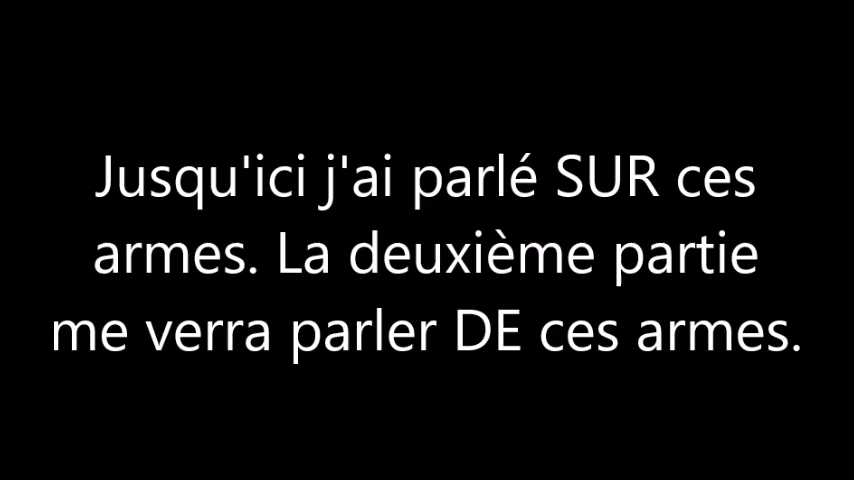 Jusqu'ici j'ai parlé SUR ces
armes. La deuxième partie
me verra parler DE ces armes.